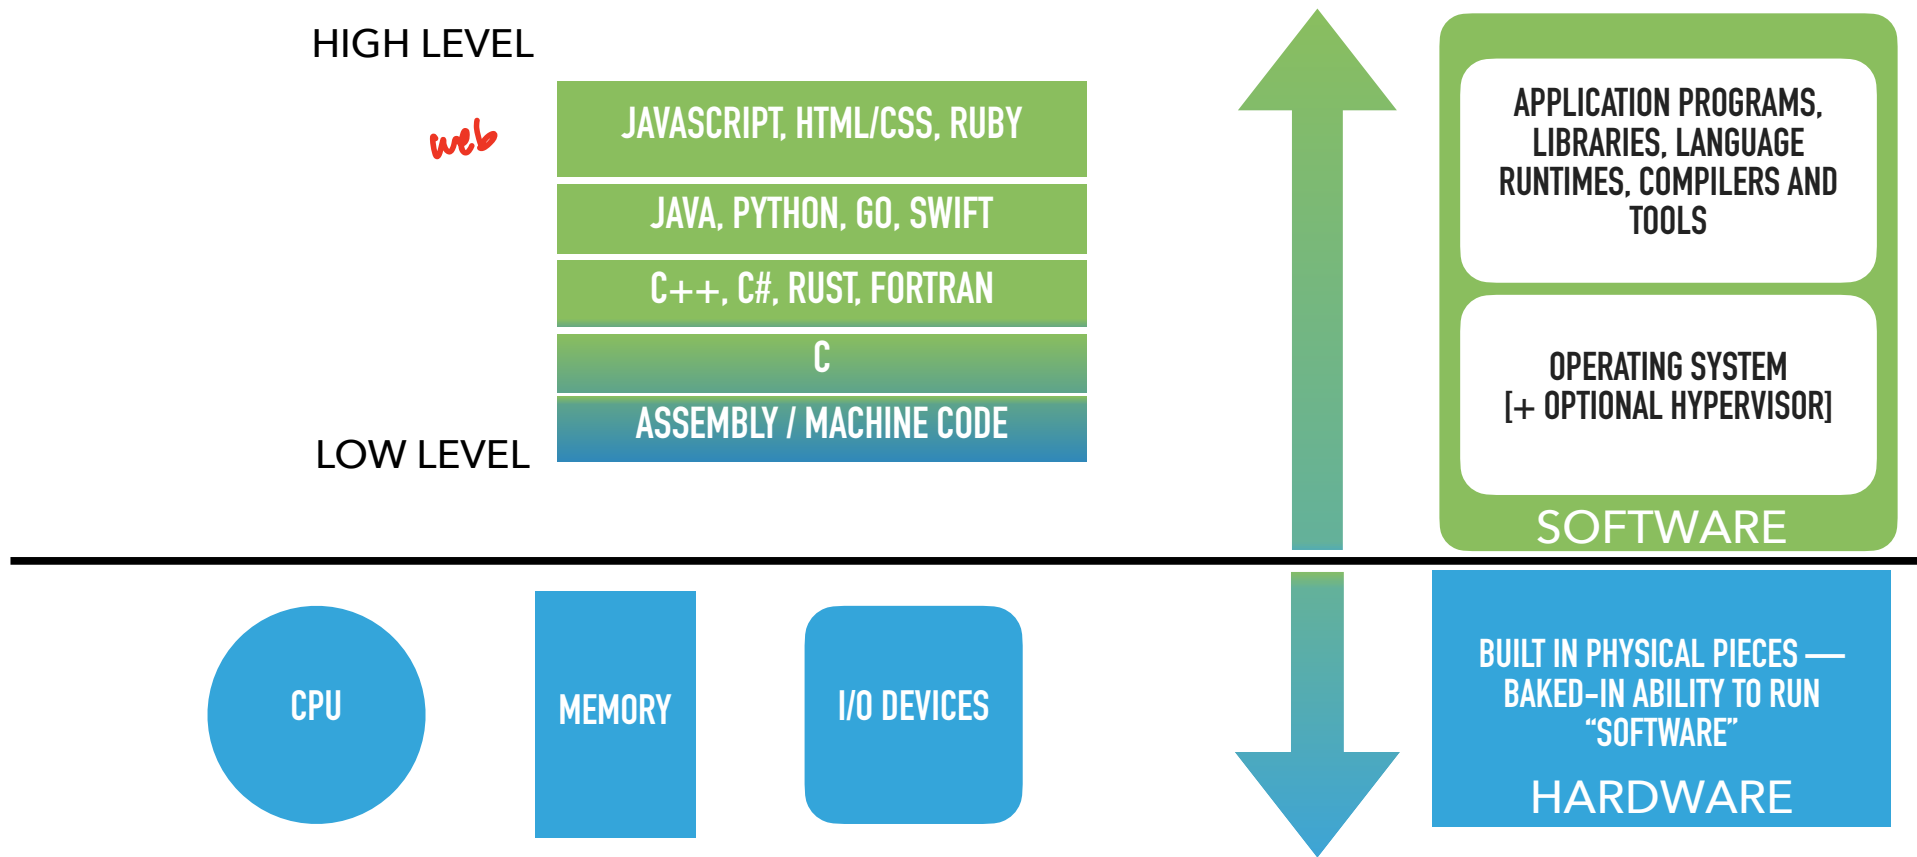 HIGH LEVEL
web
JAVASCRIPT, HTML/CSS, RUBY
JAVA, PYTHON, GO, SWIFT
C++, C#, RUST, FORTRAN
C
ASSEMBLY / MACHINE CODE
LOW LEVEL
APPLICATION PROGRAMS,
LIBRARIES, LANGUAGE
RUNTIMES, COMPILERS AND
TOOLS
OPERATING SYSTEM
[+ OPTIONAL HYPERVISOR]
SOFTWARE
CPU
MEMORY
I/O DEVICES
BUILT IN PHYSICAL PIECES —
BAKED-IN ABILITY TO RUN
“SOFTWARE”
HARDWARE